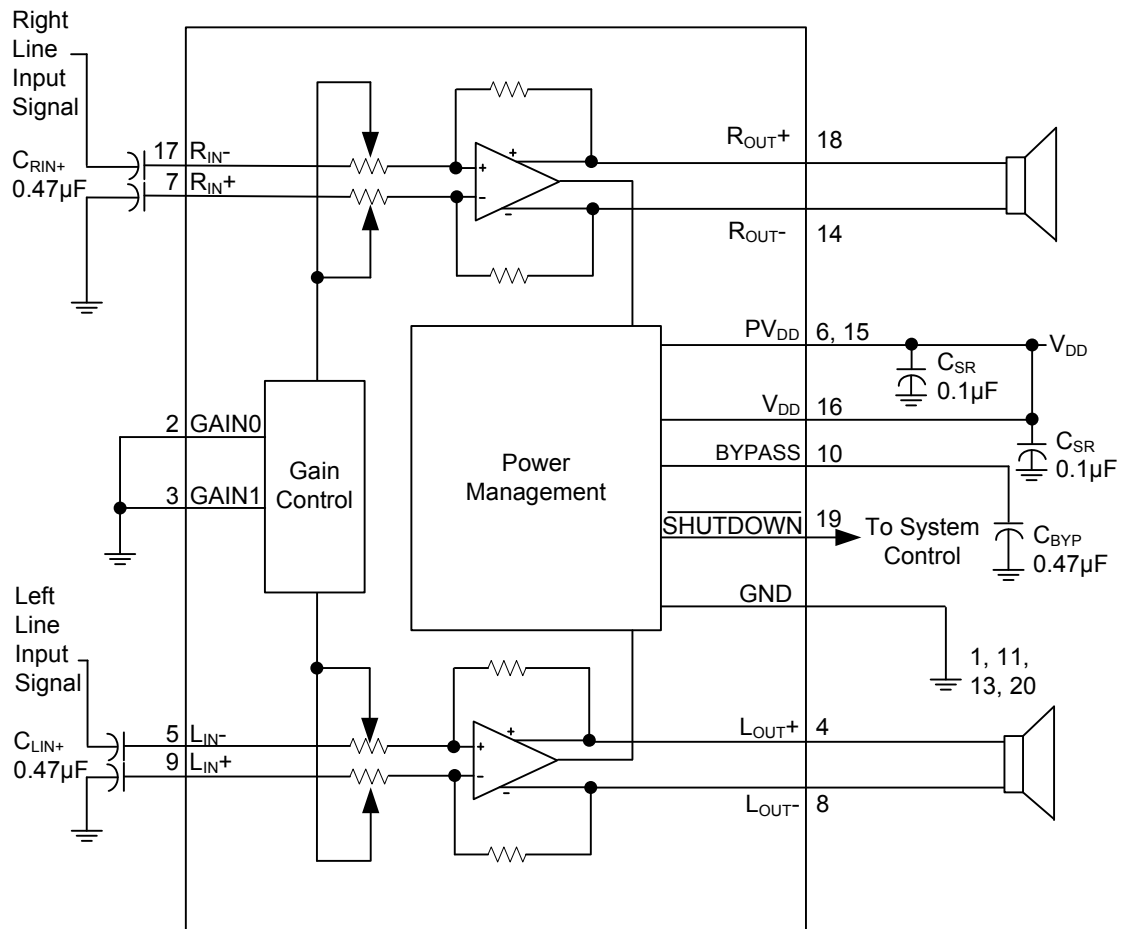 Right
Line
Input
Signal
C_RIN+
0.47µF
17 R_IN-
7 R_IN+
+
-
+
-
R_OUT+ 18
R_OUT- 14
PV_DD 6, 15
V_DD
C_SR
0.1µF
V_DD 16
C_SR
0.1µF
BYPASS 10
C_BYP
0.47µF
SHUTDOWN 19
To System
Control
GND
1, 11,
13, 20
2 GAIN0
3 GAIN1
Gain
Control
Power
Management
Left
Line
Input
Signal
C_LIN+
0.47µF
5 L_IN-
9 L_IN+
+
-
+
-
L_OUT+ 4
L_OUT- 8